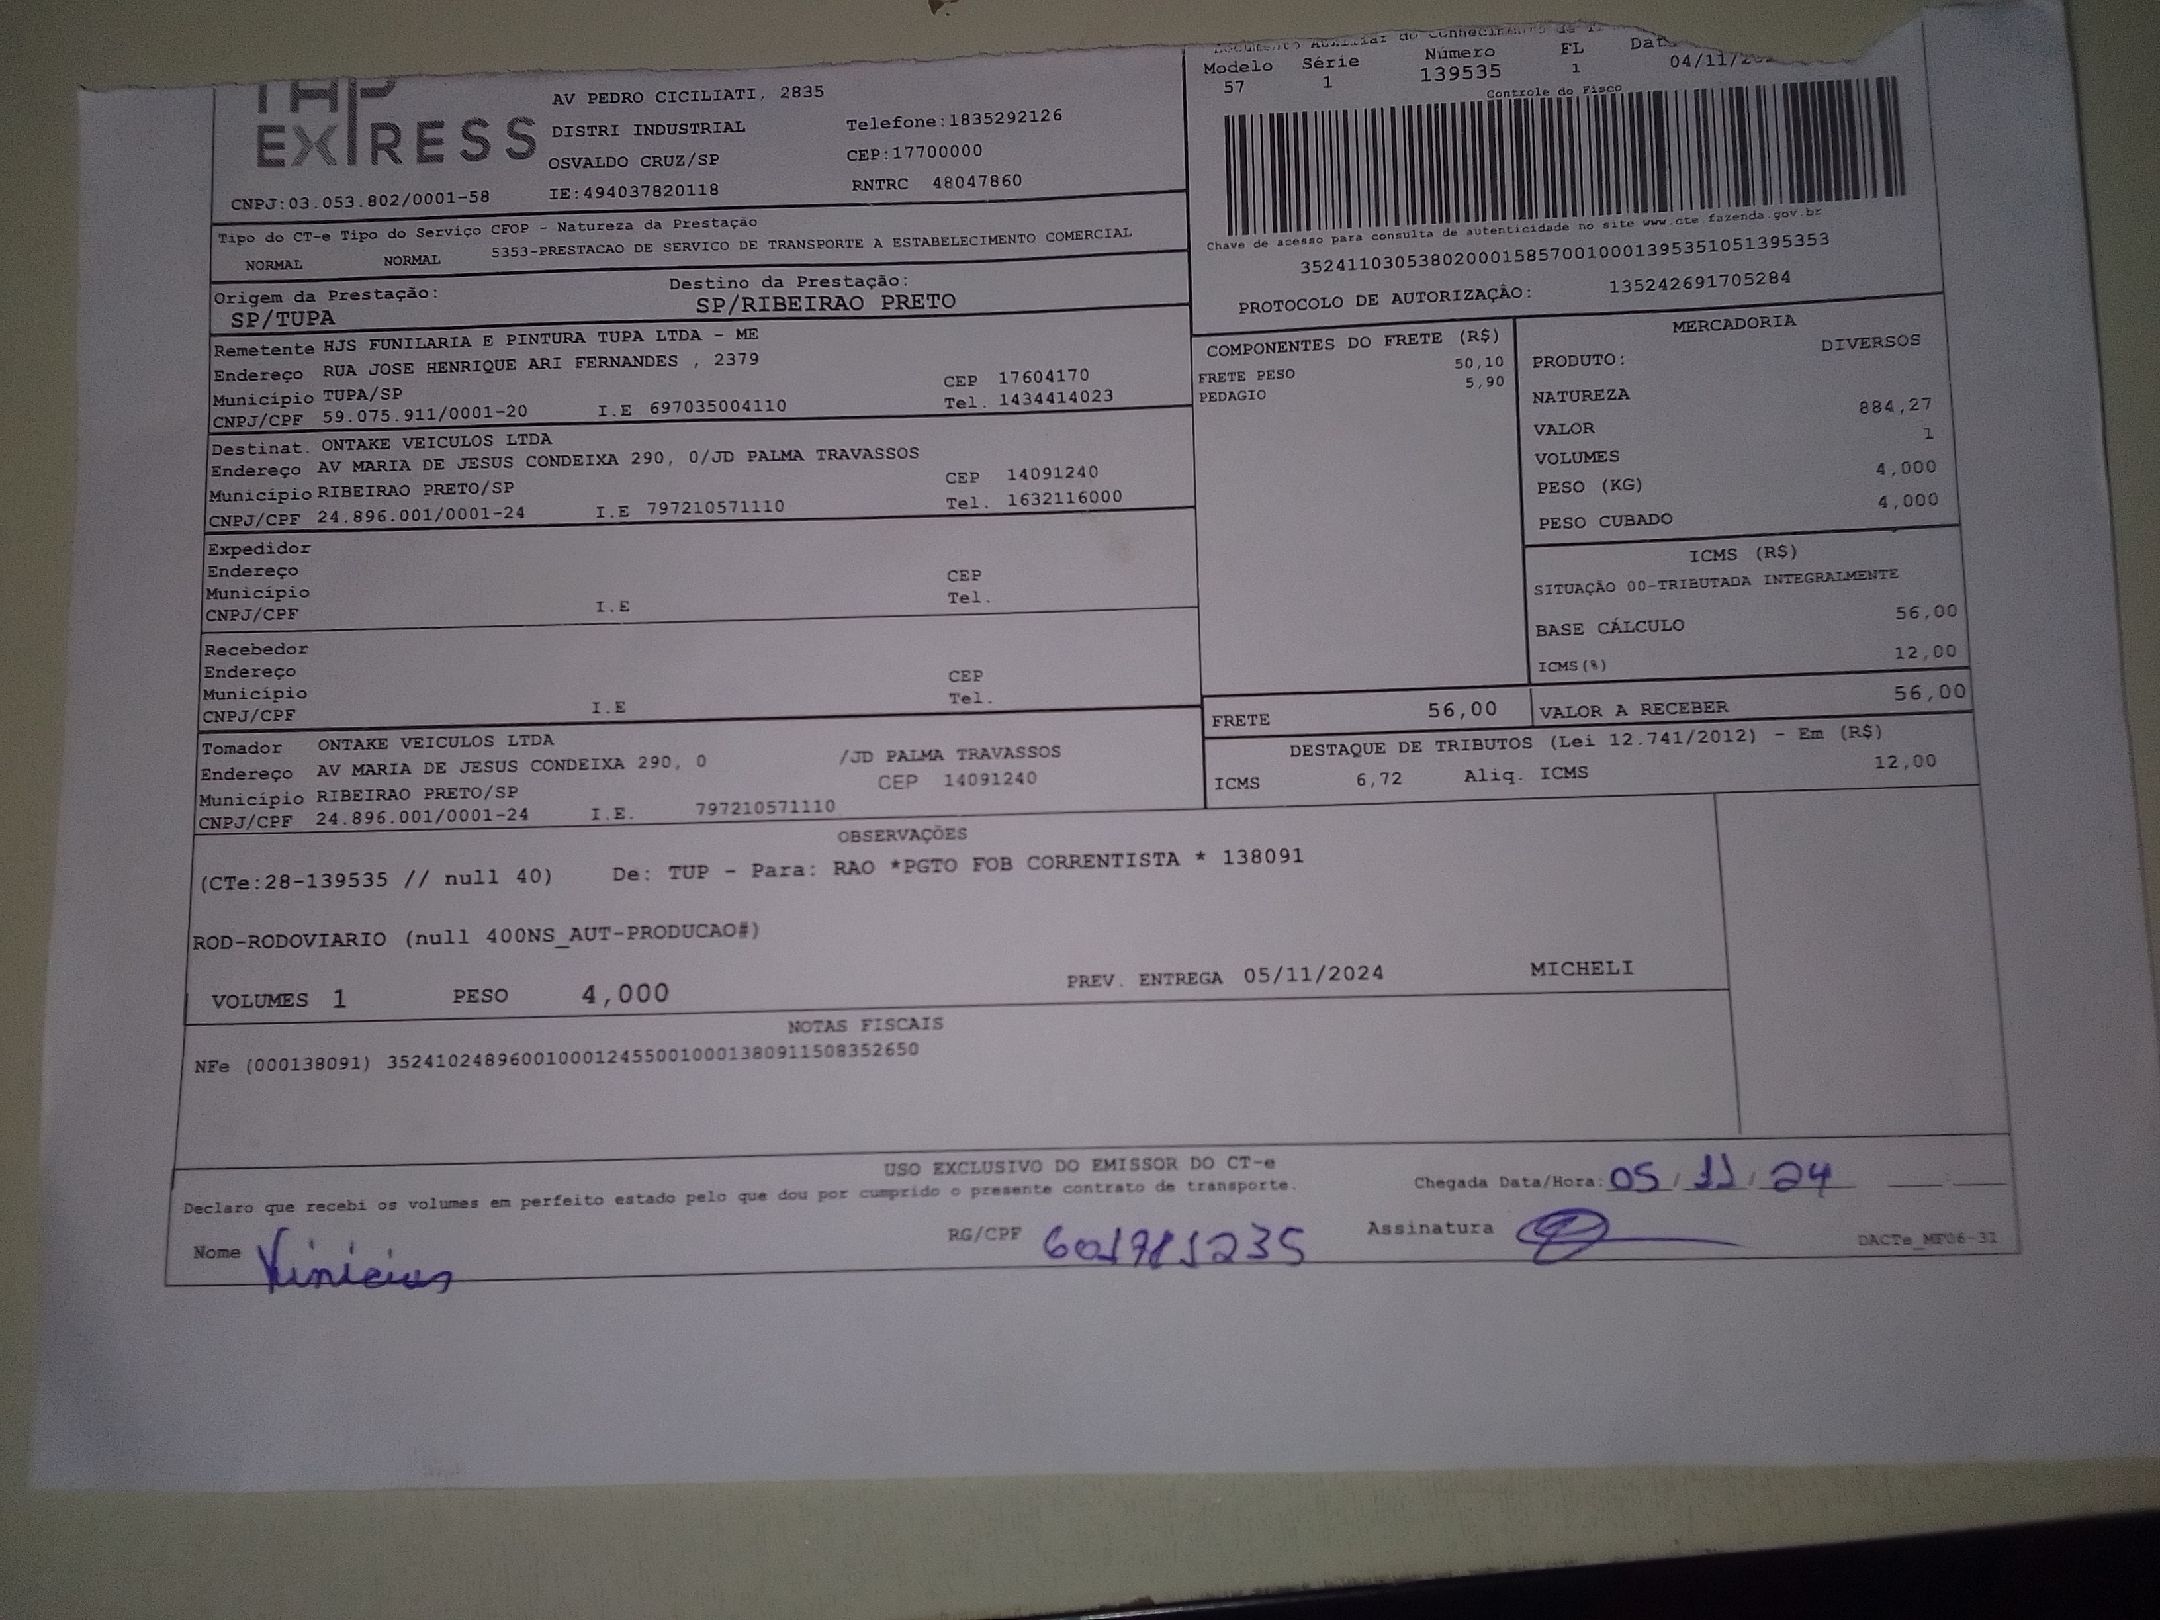 EXPRESS
AV PEDRO CICILIATI, 2835
DISTRI INDUSTRIAL
Telefone:1835292126
OSVALDO CRUZ/SP
CEP:17700000
CNPJ:03.053.802/0001-58
IE:494037820118
RNTRC 48047860
Modelo Série Número FL
57 1 139535 1 04/11/
Controle do Fisco
Chave de acesso para consulta de autenticidade no site www.cte.fazenda.gov.br
35241103053802000158570010001395351051395353
PROTOCOLO DE AUTORIZAÇÃO: 135242691705284
Tipo do CT-e Tipo do Serviço CFOP - Natureza da Prestação
NORMAL NORMAL 5353-PRESTACAO DE SERVICO DE TRANSPORTE A ESTABELECIMENTO COMERCIAL
Origem da Prestação: Destino da Prestação:
SP/TUPA SP/RIBEIRAO PRETO
Remetente HJS FUNILARIA E PINTURA TUPA LTDA - ME
Endereço RUA JOSE HENRIQUE ARI FERNANDES , 2379
Município TUPA/SP CEP 17604170
CNPJ/CPF 59.075.911/0001-20 I.E 697035004110 Tel. 1434414023
Destinat. ONTAKE VEICULOS LTDA
Endereço AV MARIA DE JESUS CONDEIXA 290, 0/JD PALMA TRAVASSOS
Município RIBEIRAO PRETO/SP CEP 14091240
CNPJ/CPF 24.896.001/0001-24 I.E 797210571110 Tel. 1632116000
Expedidor
Endereço
Município CEP
CNPJ/CPF I.E Tel.
Recebedor
Endereço
Município CEP
CNPJ/CPF I.E Tel.
Tomador ONTAKE VEICULOS LTDA
Endereço AV MARIA DE JESUS CONDEIXA 290, 0 /JD PALMA TRAVASSOS
Município RIBEIRAO PRETO/SP CEP 14091240
CNPJ/CPF 24.896.001/0001-24 I.E. 797210571110
COMPONENTES DO FRETE (R$)
FRETE PESO 50,10
PEDAGIO 5,90
MERCADORIA
PRODUTO: DIVERSOS
NATUREZA
VALOR 884,27
VOLUMES 1
PESO (KG) 4,000
PESO CUBADO 4,000
ICMS (R$)
SITUAÇÃO 00-TRIBUTADA INTEGRALMENTE
BASE CÁLCULO 56,00
ICMS(%) 12,00
FRETE 56,00 VALOR A RECEBER 56,00
DESTAQUE DE TRIBUTOS (Lei 12.741/2012) - Em (R$)
ICMS 6,72 Aliq. ICMS 12,00
OBSERVAÇÕES
(CTe:28-139535 // null 40) De: TUP - Para: RAO *PGTO FOB CORRENTISTA * 138091
ROD-RODOVIARIO (null 400NS_AUT-PRODUCAO#)
VOLUMES 1 PESO 4,000 PREV. ENTREGA 05/11/2024 MICHELI
NOTAS FISCAIS
NFe (000138091) 35241024896001000124550010001380911508352650
USO EXCLUSIVO DO EMISSOR DO CT-e
Declaro que recebi os volumes em perfeito estado pelo que dou por cumprido o presente contrato de transporte.
Chegada Data/Hora: 05/11/24
Nome Vinicius RG/CPF Assinatura
DACTe_MF06-31